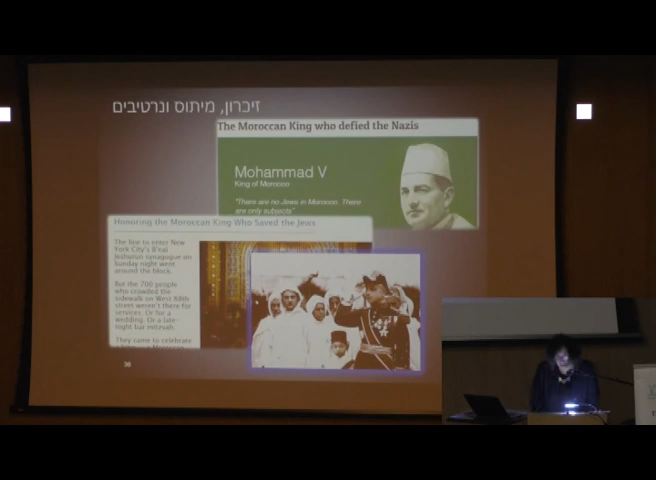 זיכרון, מיתוס ונרטיבים
The Moroccan King who defied the Nazis
Mohammad V
King of Morocco
"There are no Jews in Morocco. There
are only subjects"
Honoring the Moroccan King Who Saved the Jews
The line to enter New
York City's B'nai
Jeshurun synagogue on
Sunday night went
around the block.
But the 700 people
who crowded the
sidewalk on West 88th
street weren't there for
services. Or for a
wedding. Or a late-
night bar mitzvah.
They came to celebrate
36